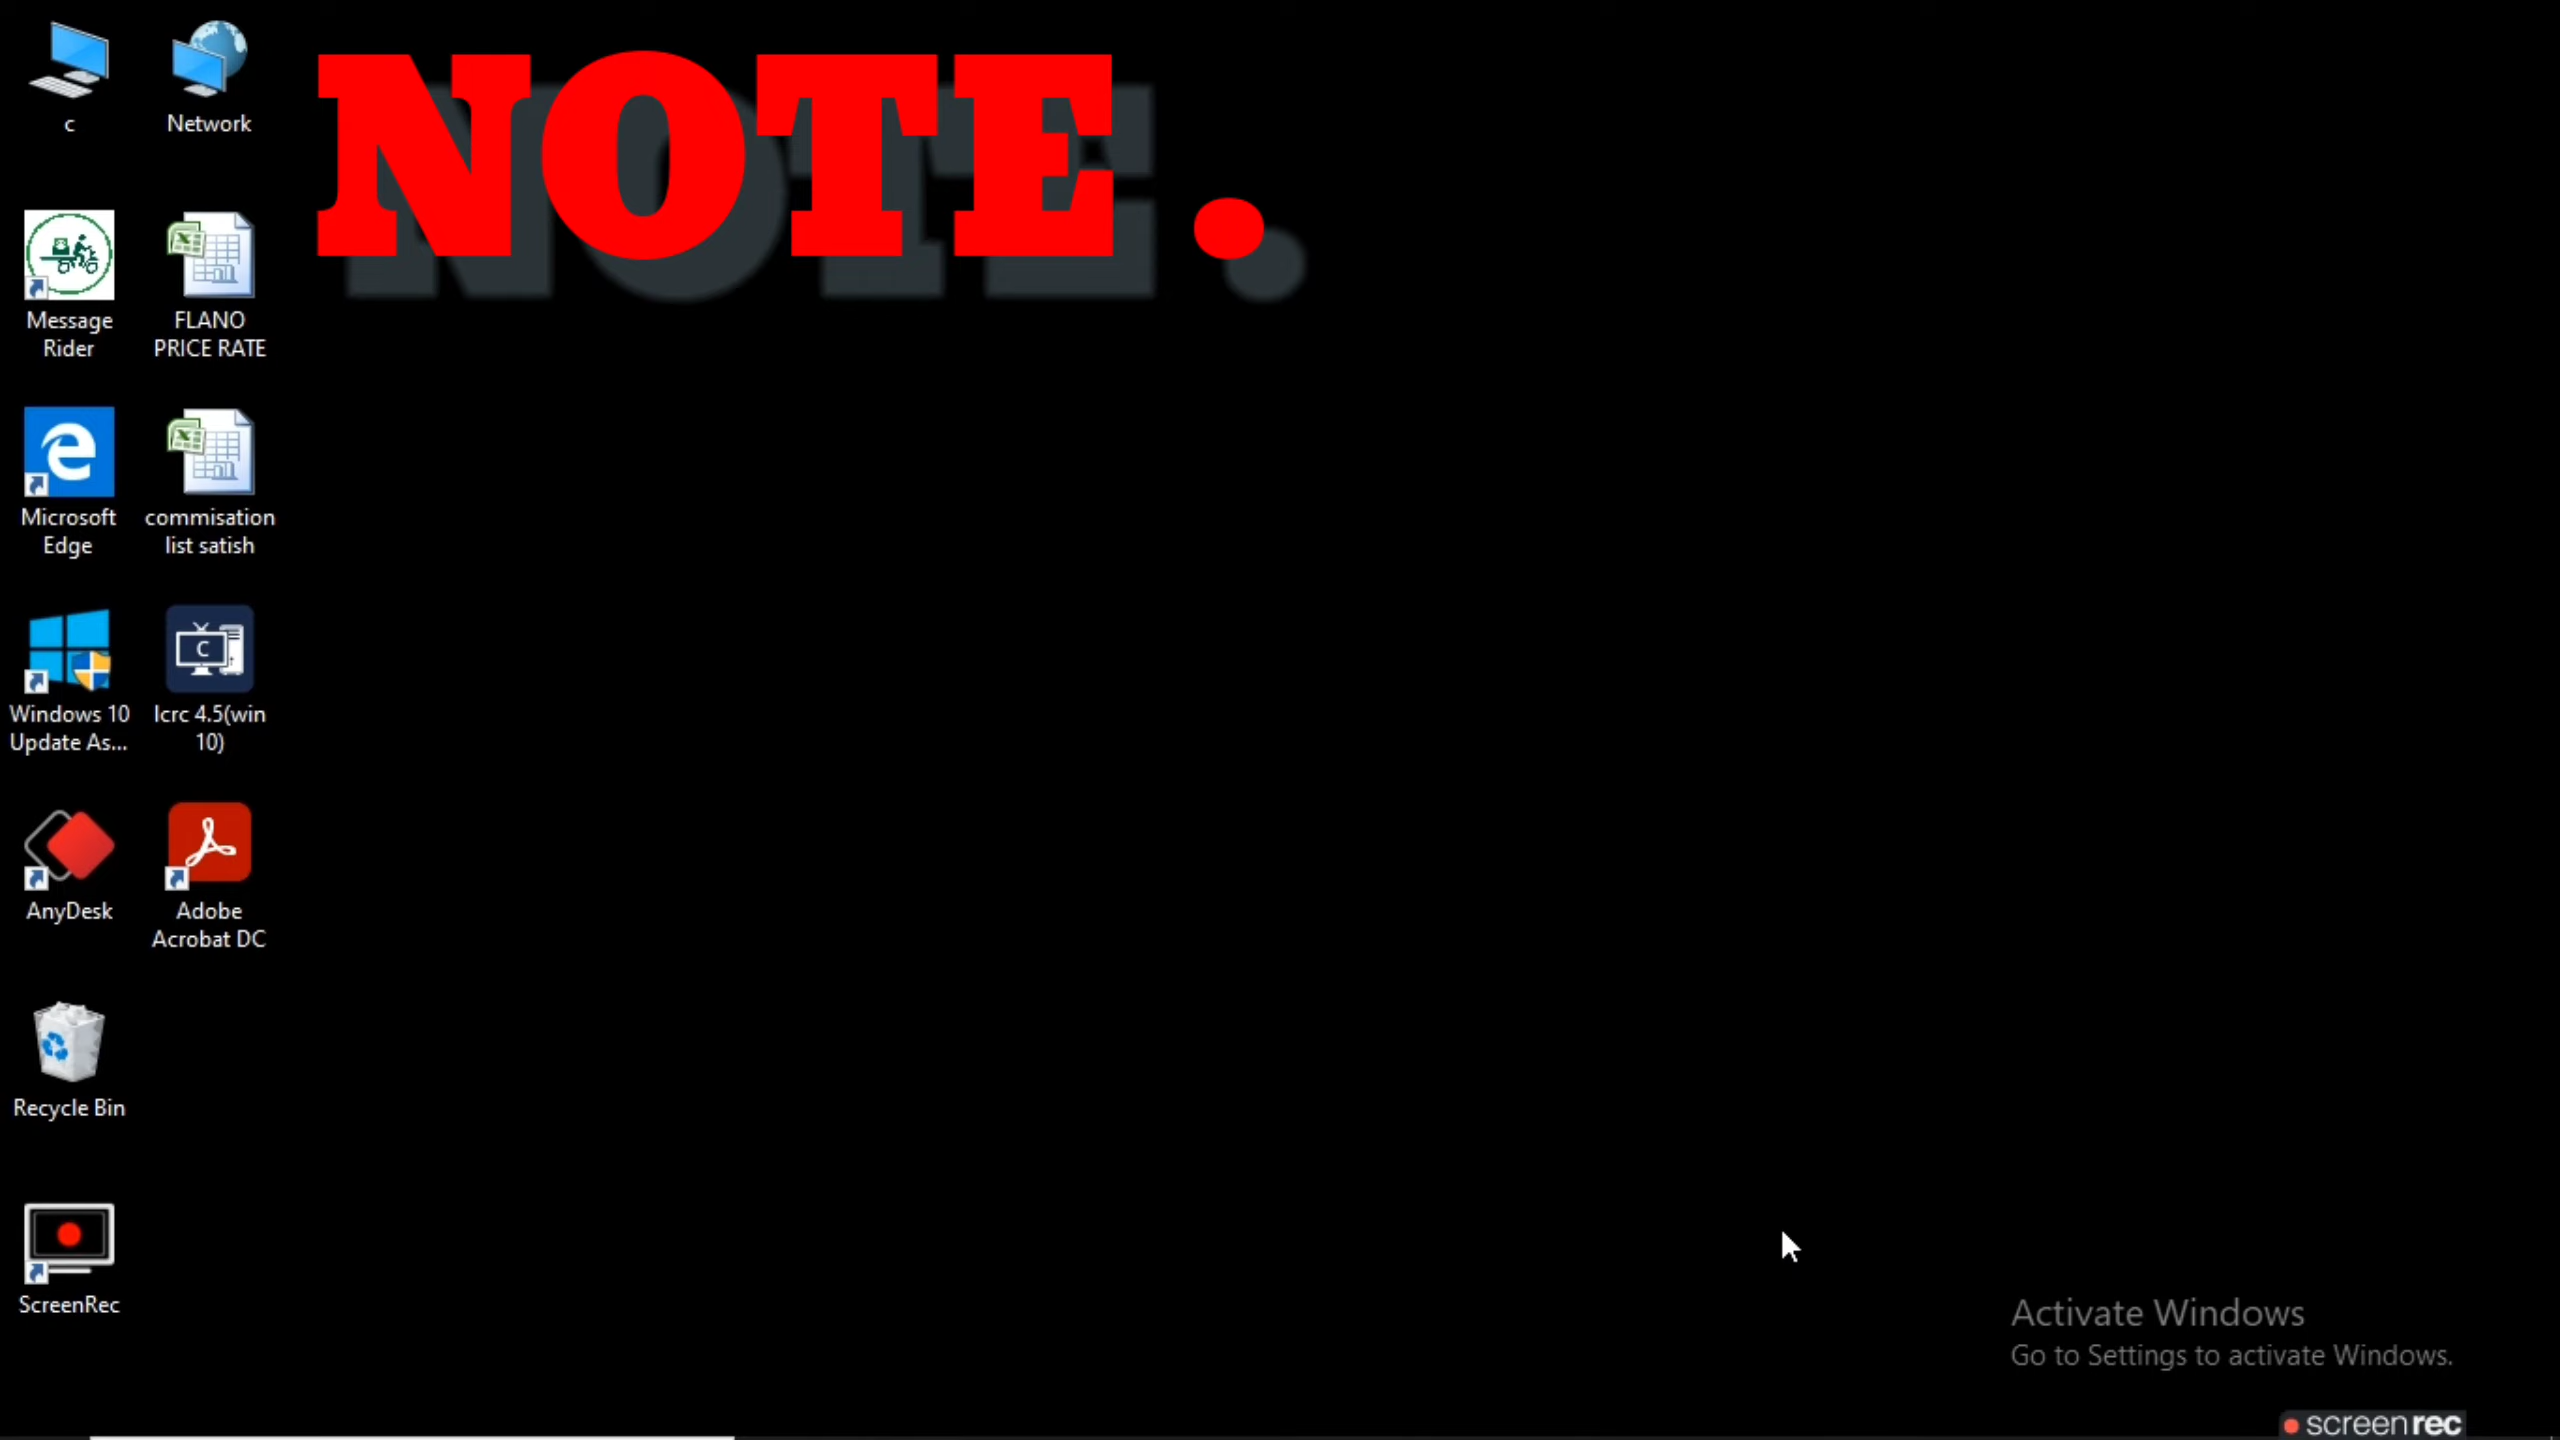 NOTE.
c
Network
Message
Rider
FLANO
PRICE RATE
Microsoft
Edge
commisation
list satish
Windows 10
Update As...
C
lcrc 4.5(win
10)
AnyDesk
Adobe
Acrobat DC
Recycle Bin
ScreenRec
Activate Windows
Go to Settings to activate Windows.
screenrec